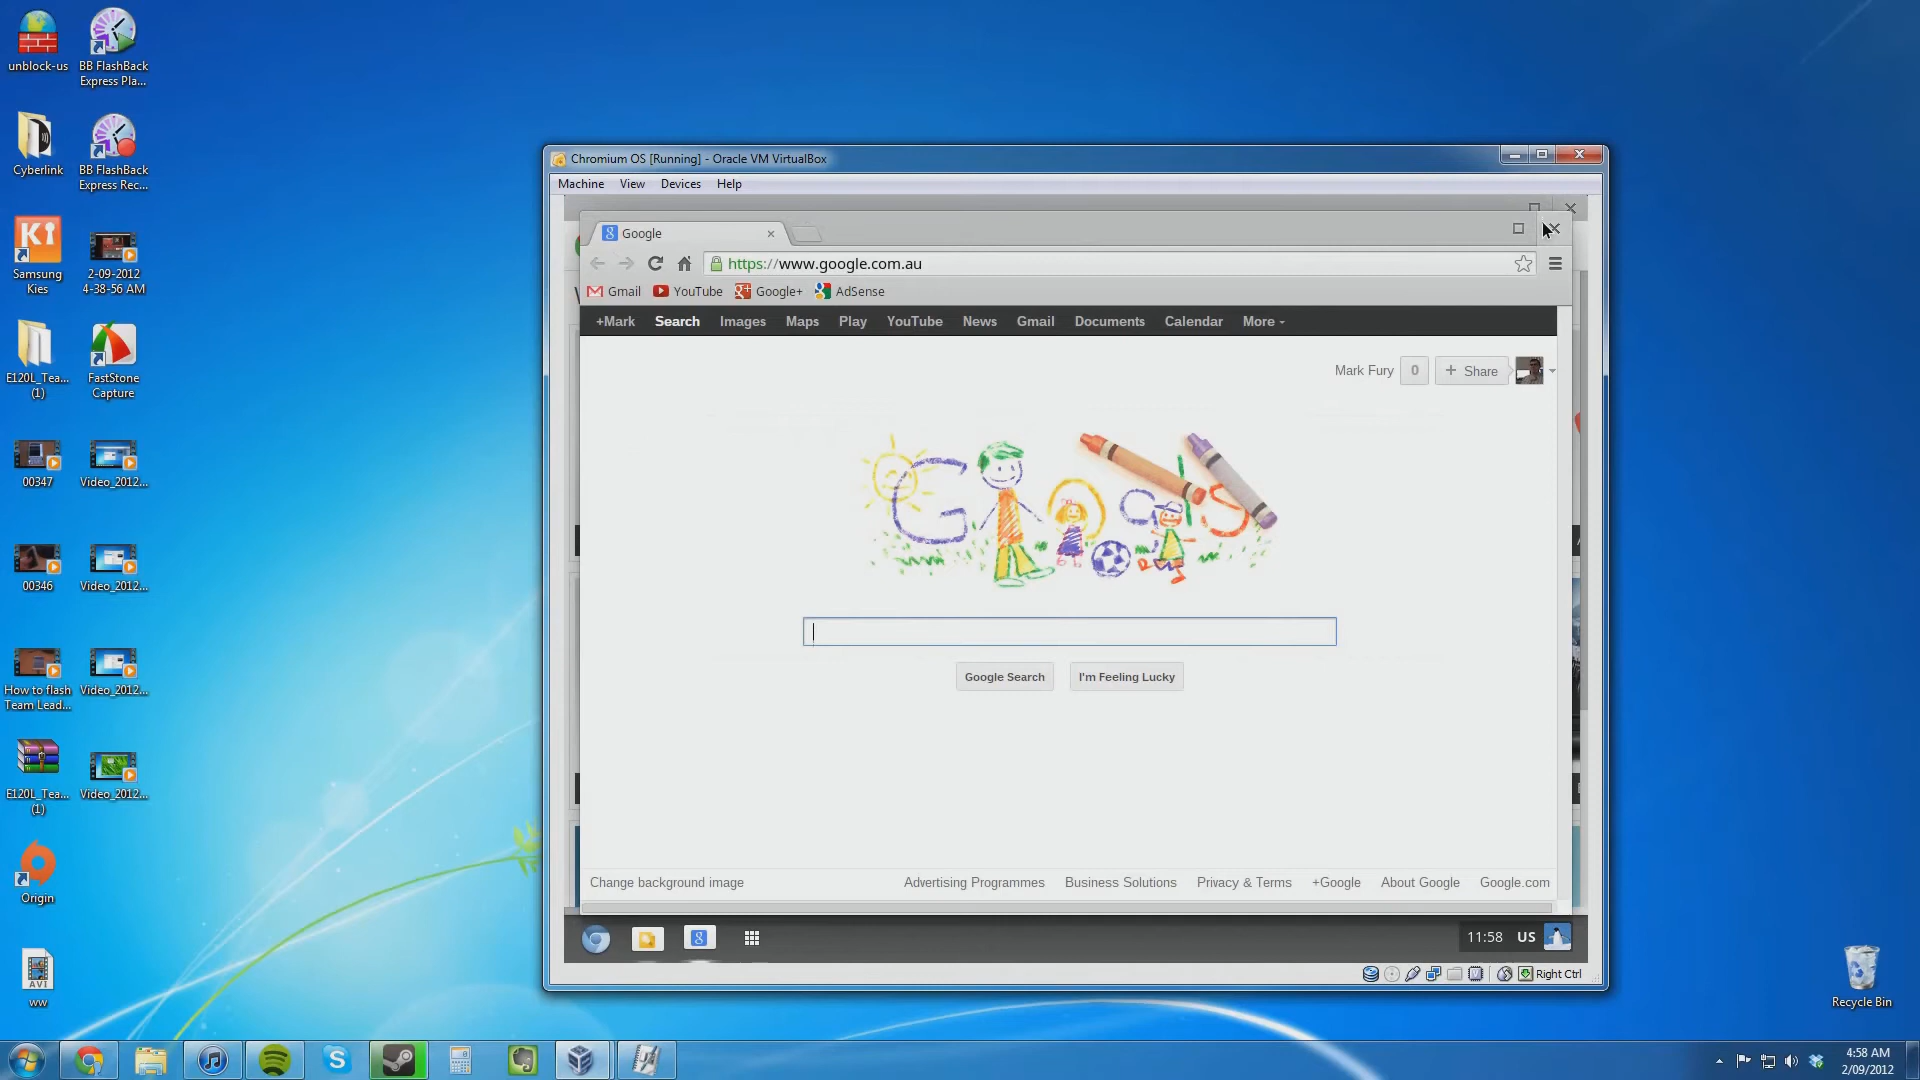 unblock-us
BB FlashBack
Express Pla...
Cyberlink
BB FlashBack
Express Rec...
Samsung
Kies
2-09-2012
4-38-56 AM
E120L_Tea...
(1)
FastStone
Capture
00347
Video_2012...
00346
Video_2012...
How to flash
Team Lead...
Video_2012...
E120L_Tea...
(1)
Video_2012...
Origin
AVI
ww
Chromium OS [Running] - Oracle VM VirtualBox
Machine View Devices Help
Google
https://www.google.com.au
Gmail YouTube Google+ AdSense
+Mark Search Images Maps Play YouTube News Gmail Documents Calendar More
Mark Fury 0 + Share
Google Search I'm Feeling Lucky
Change background image Advertising Programmes Business Solutions Privacy & Terms +Google About Google Google.com
11:58 US
Right Ctrl
Recycle Bin
4:58 AM
2/09/2012